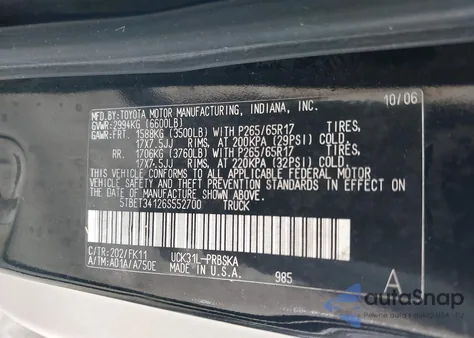 10/06
MFD. BY: TOYOTA MOTOR MANUFACTURING, INDIANA, INC.
GVWR: 2994KG (6600LB)
GAWR: FRT. 1588KG (3500LB) WITH P265/65R17 TIRES,
17X7.5JJ RIMS, AT 200KPA (29PSI) COLD.
RR. 1706KG (3760LB) WITH P265/65R17 TIRES,
17X7.5JJ RIMS, AT 220KPA (32PSI) COLD.
THIS VEHICLE CONFORMS TO ALL APPLICABLE FEDERAL MOTOR
VEHICLE SAFETY STANDARDS IN EFFECT ON THE DATE
OF MANUFACTURE SHOWN ABOVE.
5TBET34126S552700 TRUCK
C/TR: 202/FK11 UCK31L-PRBSKA
A/TM: A01A/A750E MADE IN U.S.A. 985 A
autoSnap